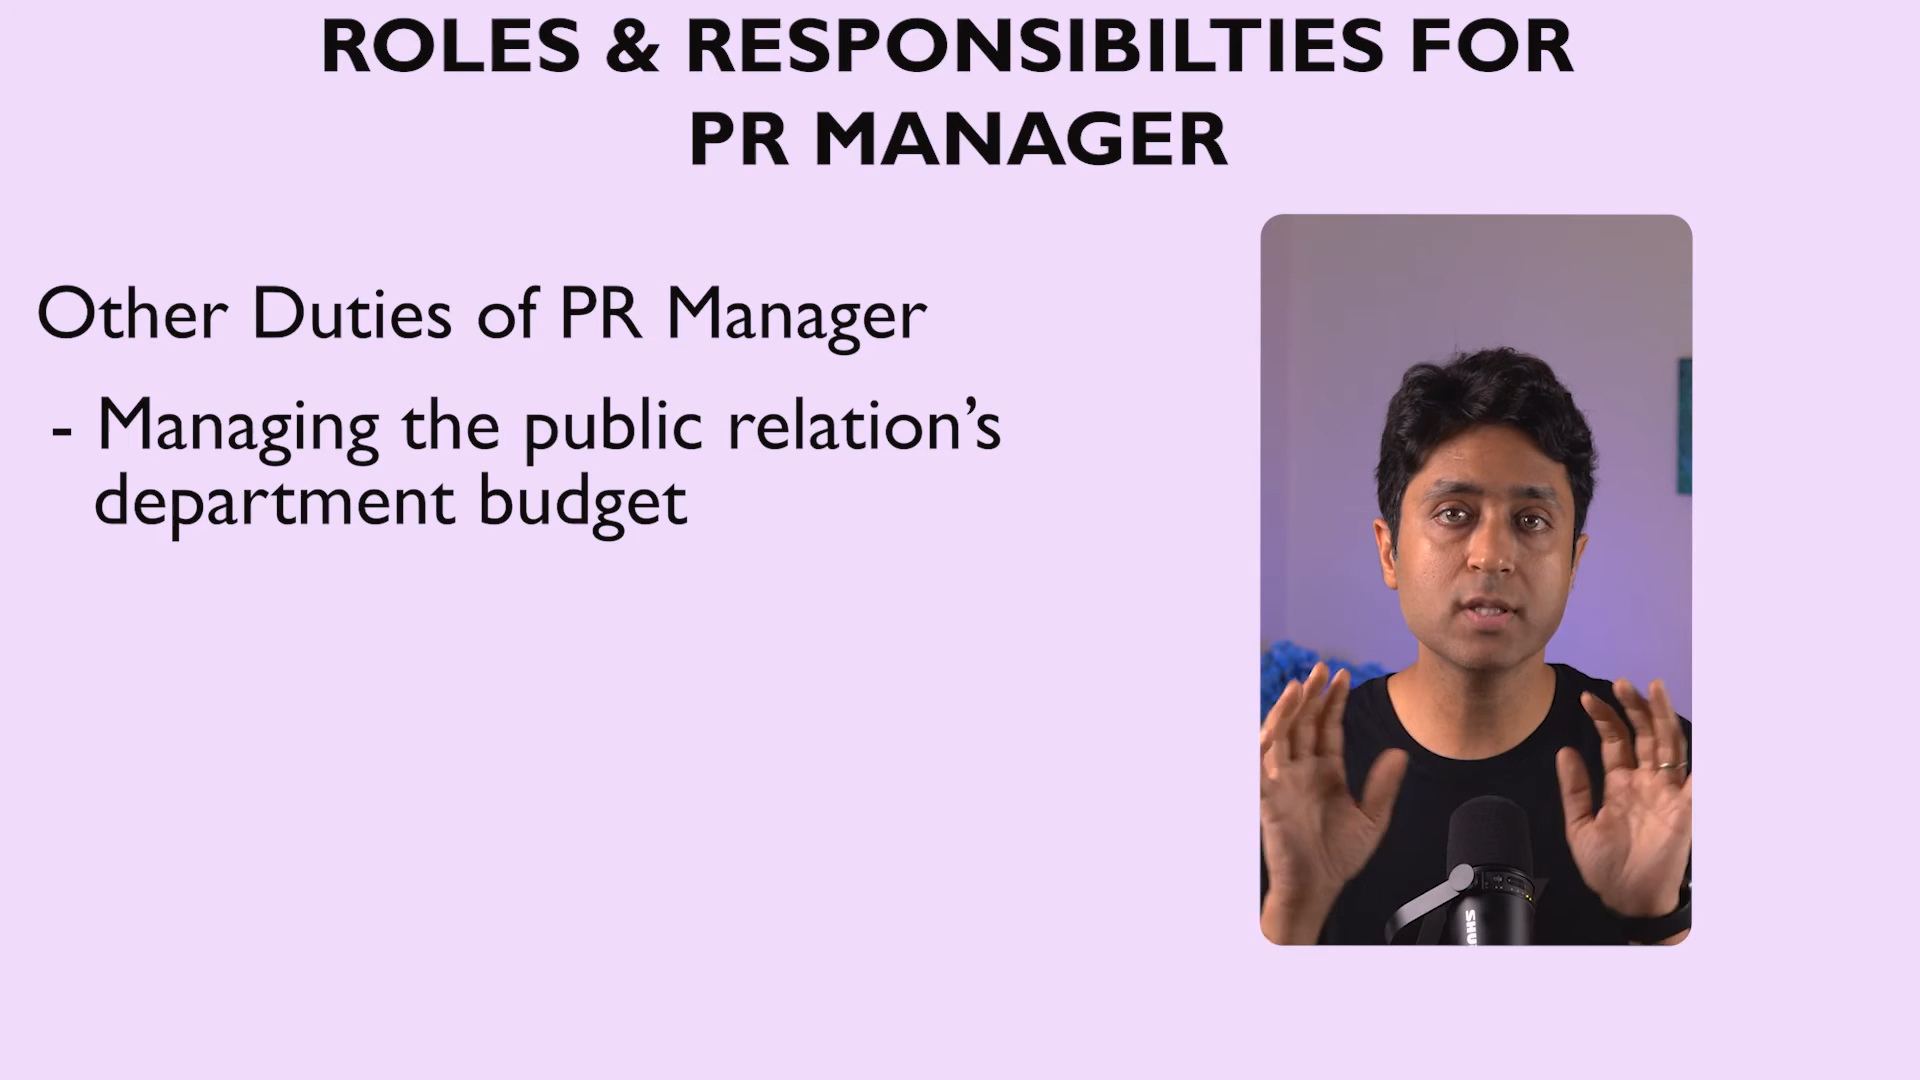 ROLES & RESPONSIBILTIES FOR
PR MANAGER
Other Duties of PR Manager
- Managing the public relation’s
department budget